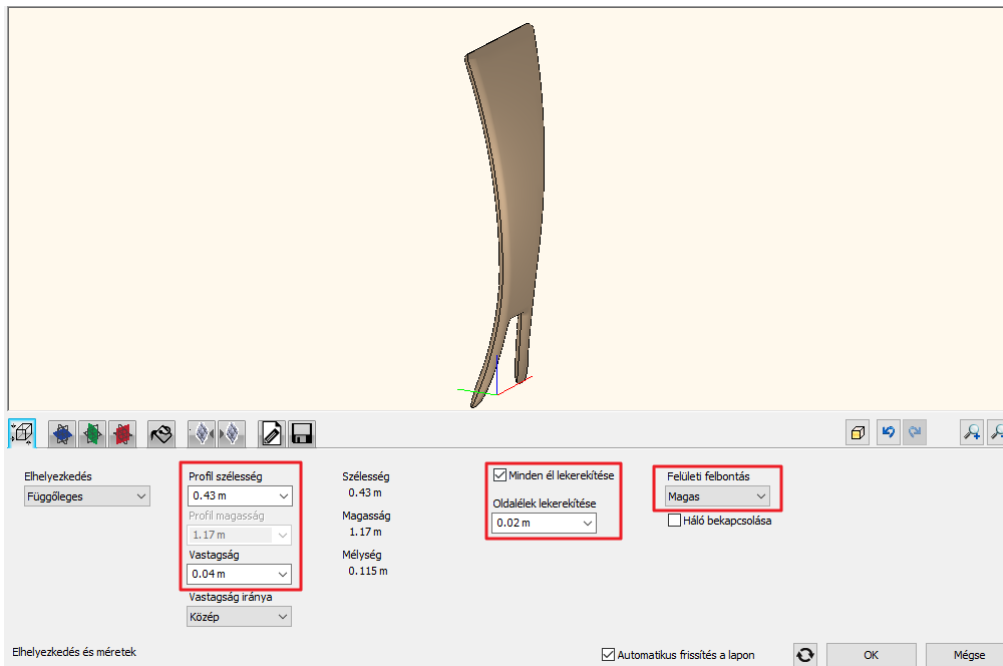 Elhelyezkedés
Függőleges
Profil szélesség
0.43 m
Profil magasság
1.17 m
Vastagság
0.04 m
Vastagság iránya
Közép
Szélesség
0.43 m
Magasság
1.17 m
Mélység
0.115 m
Minden él lekerekítése
Oldalélek lekerekítése
0.02 m
Felületi felbontás
Magas
Háló bekapcsolása
Elhelyezkedés és méretek
Automatikus frissítés a lapon
OK
Mégse